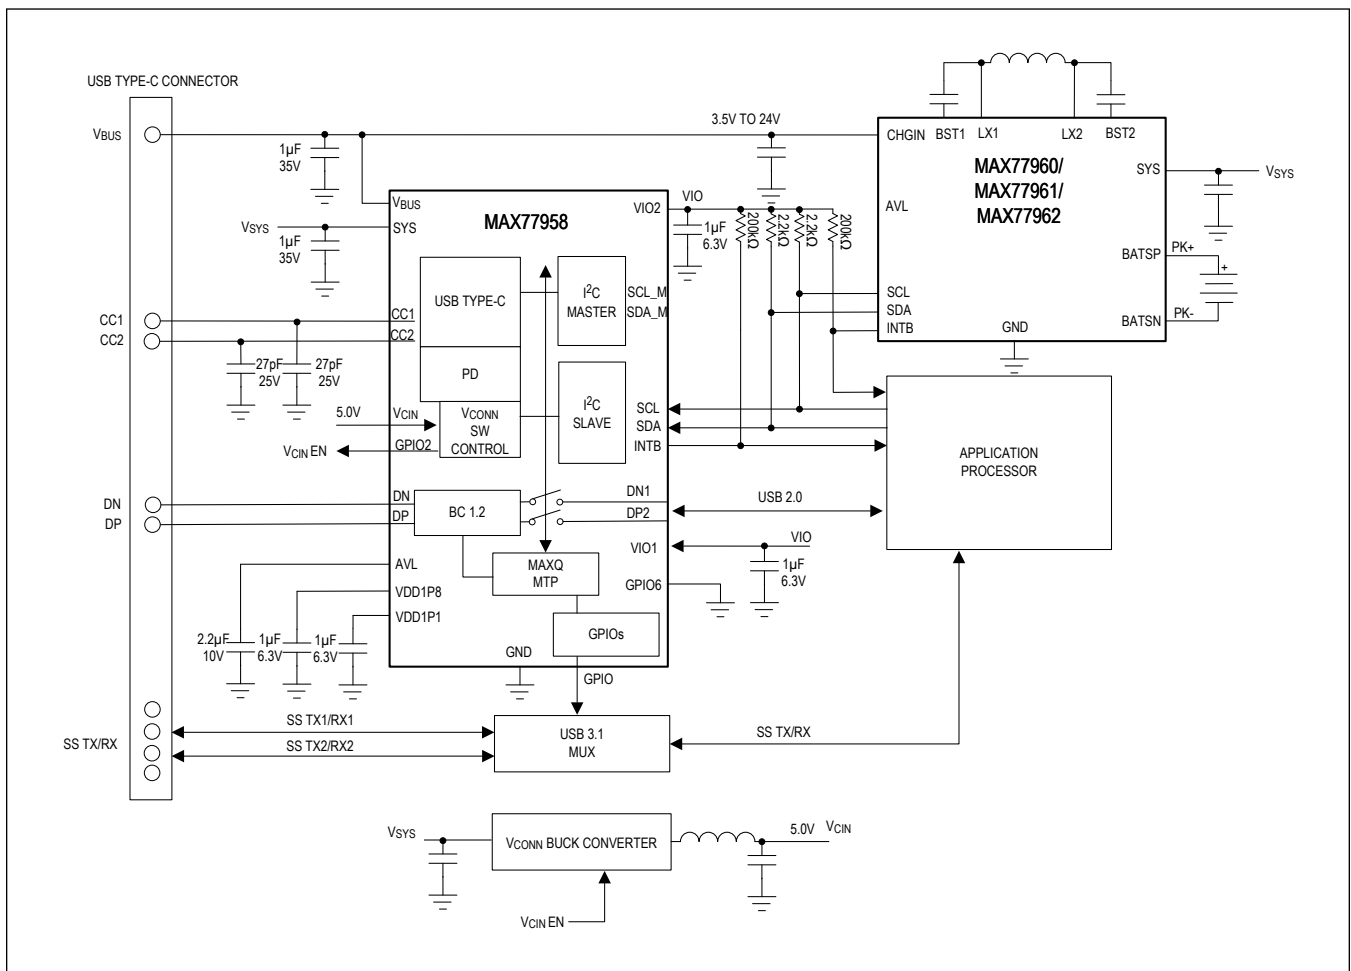 USB TYPE-C CONNECTOR
VBUS
1µF
35V
3.5V TO 24V
CHGIN
BST1
LX1
LX2
BST2
MAX77960/
MAX77961/
MAX77962
SYS
VSYS
AVL
BATSP
PK+
+
BATSN
PK-
SCL
SDA
INTB
GND
VBUS
MAX77958
VIO2
VIO
1µF
6.3V
200kΩ
2.2kΩ
2.2kΩ
200kΩ
VSYS
SYS
1µF
35V
USB TYPE-C
I2C
MASTER
SCL_M
SDA_M
CC1
CC2
CC1
CC2
27pF
25V
27pF
25V
PD
I2C
SLAVE
5.0V
VCIN
VCONN
SW
CONTROL
VCIN EN
GPIO2
SCL
SDA
INTB
APPLICATION
PROCESSOR
DN
DP
DN
DP
BC 1.2
DN1
DP2
USB 2.0
VIO1
VIO
1µF
6.3V
GPIO6
AVL
VDD1P8
VDD1P1
MAXQ
MTP
GPIOs
2.2µF
10V
1µF
6.3V
1µF
6.3V
GND
GPIO
SS TX/RX
SS TX1/RX1
SS TX2/RX2
USB 3.1
MUX
SS TX/RX
VSYS
VCONN BUCK CONVERTER
5.0V
VCIN
VCIN EN